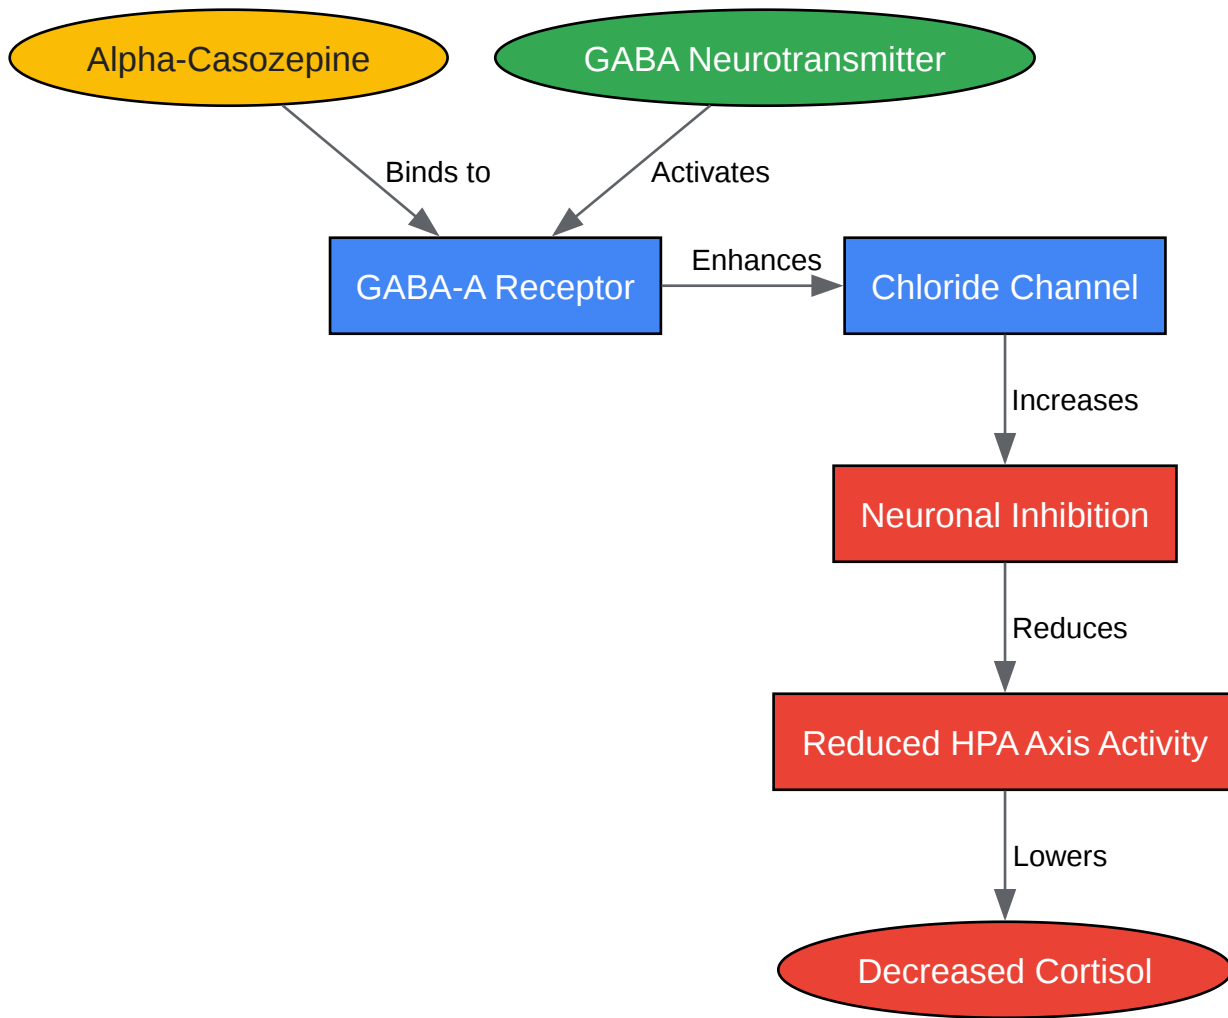 Alpha-Casozepine
GABA Neurotransmitter
Binds to
Activates
GABA-A Receptor
Enhances
Chloride Channel
Increases
Neuronal Inhibition
Reduces
Reduced HPA Axis Activity
Lowers
Decreased Cortisol